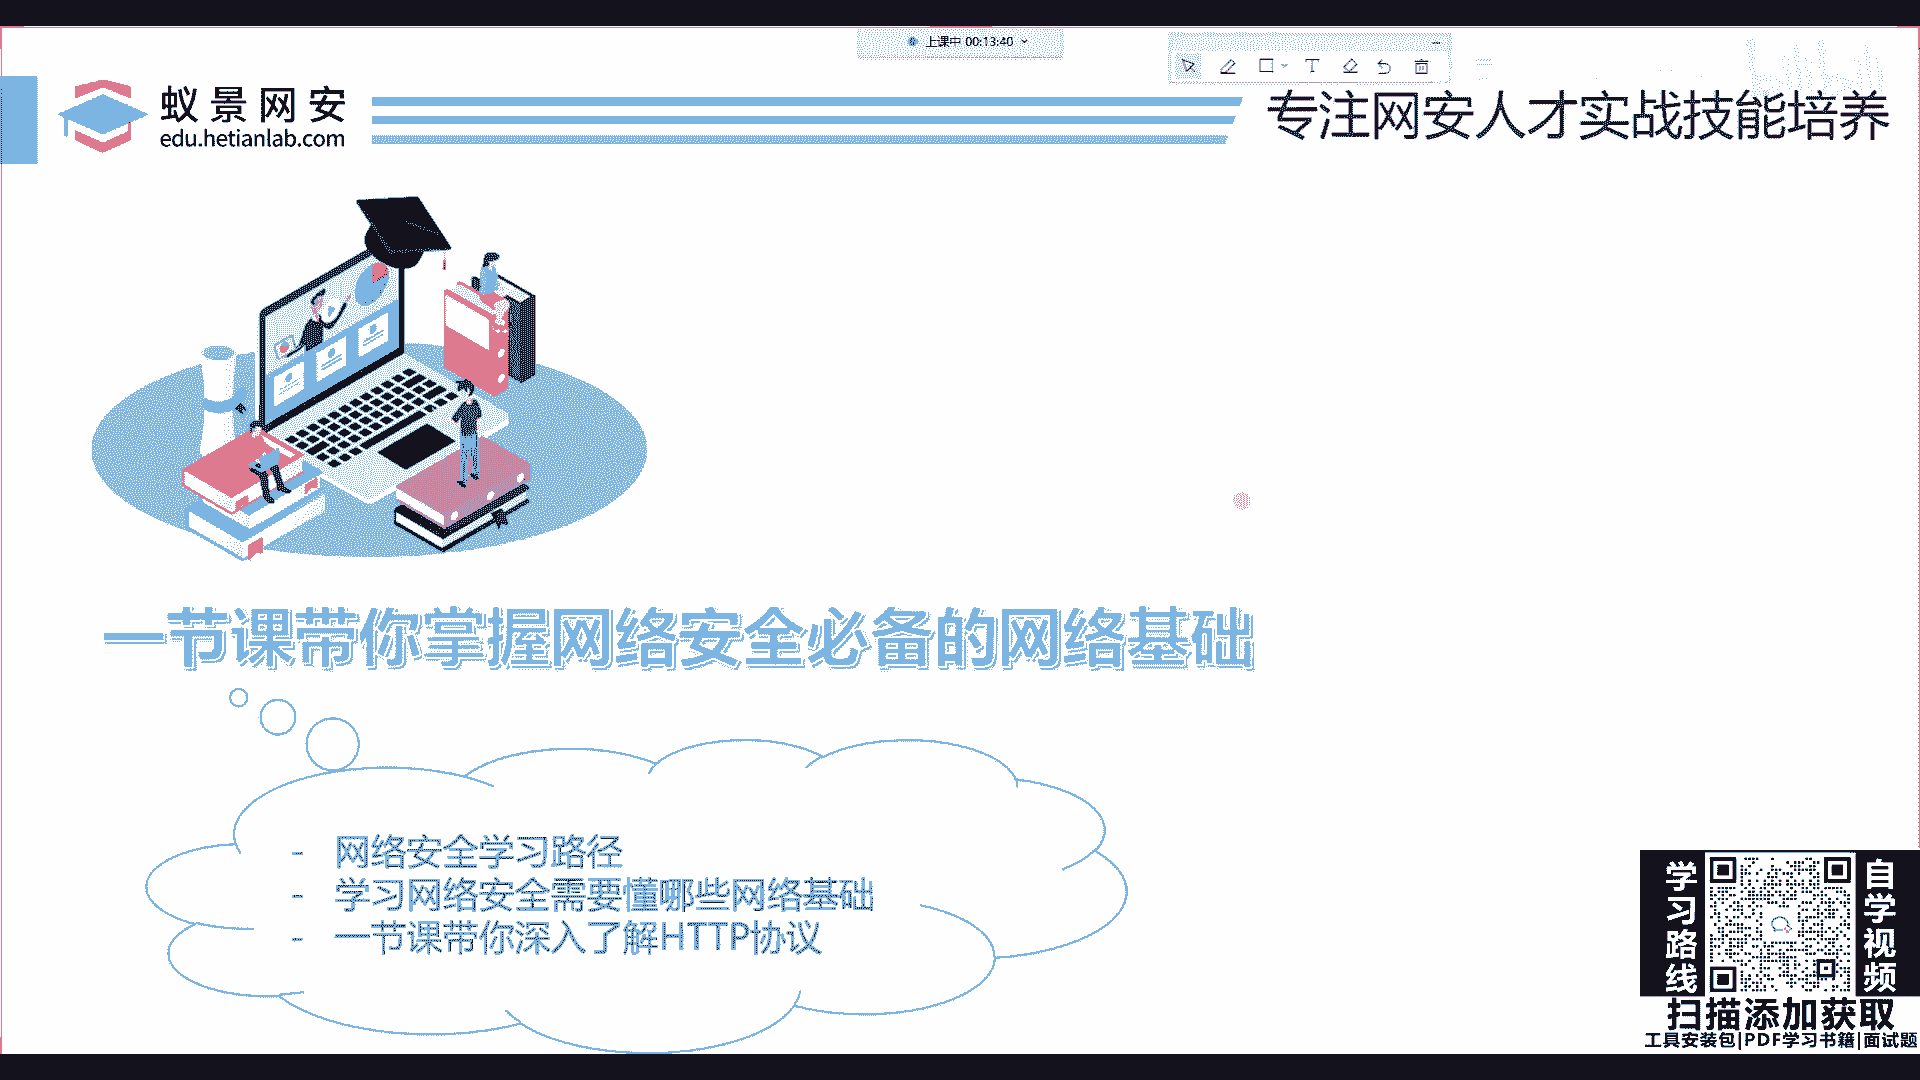 上课中 00:13:40
蚁景网安
edu.hetianlab.com
专注网安人才实战技能培养
bilibili
一节课带你掌握网络安全必备的网络基础
- 网络安全学习路径
- 学习网络安全需要懂哪些网络基础
- 一节课带你深入了解HTTP协议
学习路线
自学视频
扫描添加获取
工具安装包|PDF学习书籍|面试题